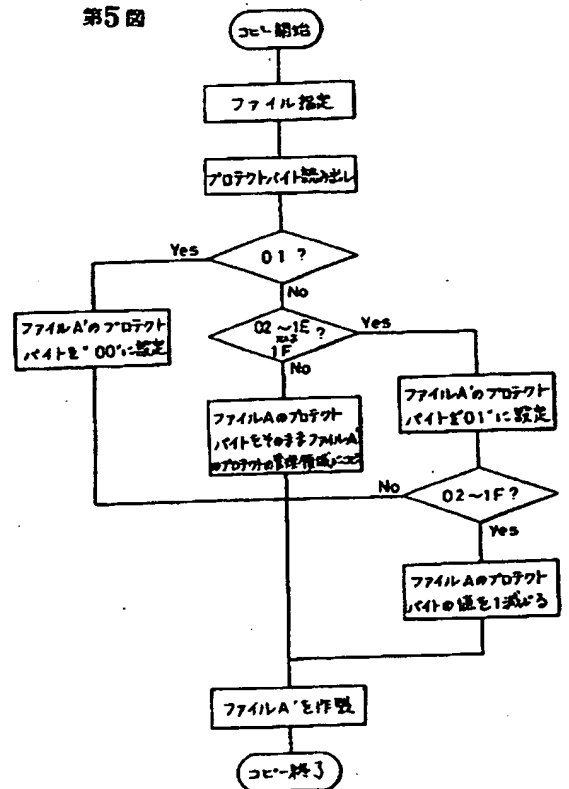 第5図
コピー開始
ファイル指定
プロテクトバイト読み出し
01?
Yes
No
ファイルA'のプロテクト
バイトを"00"に設定
02~1E
1F
?
Yes
No
ファイルAのプロテクト
バイトをそのままファイルA'
のプロテクトの管理領域にコピー
ファイルA'のプロテクト
バイトを"01"に設定
02~1F?
No
Yes
ファイルAのプロテクト
バイトの値を1減じる
ファイルA'を作製
コピー終了